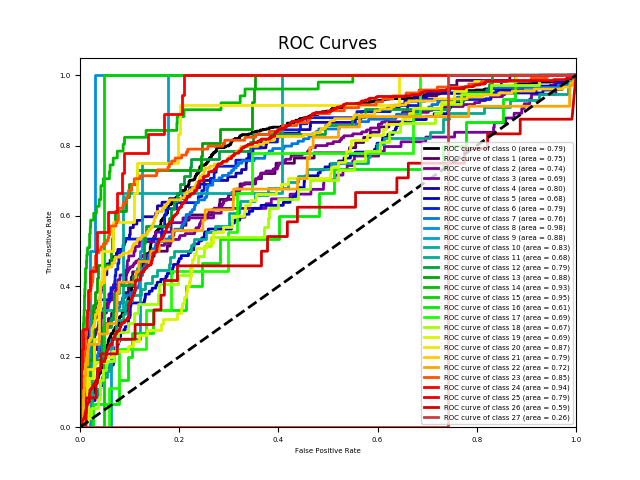 ROC Curves
True Positive Rate
1.0
0.8
0.6
0.4
0.2
0.0
ROC curve of class 0 (area = 0.79)
ROC curve of class 1 (area = 0.75)
ROC curve of class 2 (area = 0.74)
ROC curve of class 3 (area = 0.69)
ROC curve of class 4 (area = 0.80)
ROC curve of class 5 (area = 0.68)
ROC curve of class 6 (area = 0.79)
ROC curve of class 7 (area = 0.76)
ROC curve of class 8 (area = 0.98)
ROC curve of class 9 (area = 0.88)
ROC curve of class 10 (area = 0.83)
ROC curve of class 11 (area = 0.68)
ROC curve of class 12 (area = 0.79)
ROC curve of class 13 (area = 0.88)
ROC curve of class 14 (area = 0.93)
ROC curve of class 15 (area = 0.95)
ROC curve of class 16 (area = 0.61)
ROC curve of class 17 (area = 0.69)
ROC curve of class 18 (area = 0.67)
ROC curve of class 19 (area = 0.69)
ROC curve of class 20 (area = 0.87)
ROC curve of class 21 (area = 0.79)
ROC curve of class 22 (area = 0.72)
ROC curve of class 23 (area = 0.85)
ROC curve of class 24 (area = 0.94)
ROC curve of class 25 (area = 0.79)
ROC curve of class 26 (area = 0.59)
ROC curve of class 27 (area = 0.26)
0.0 0.2 0.4 0.6 0.8 1.0
False Positive Rate